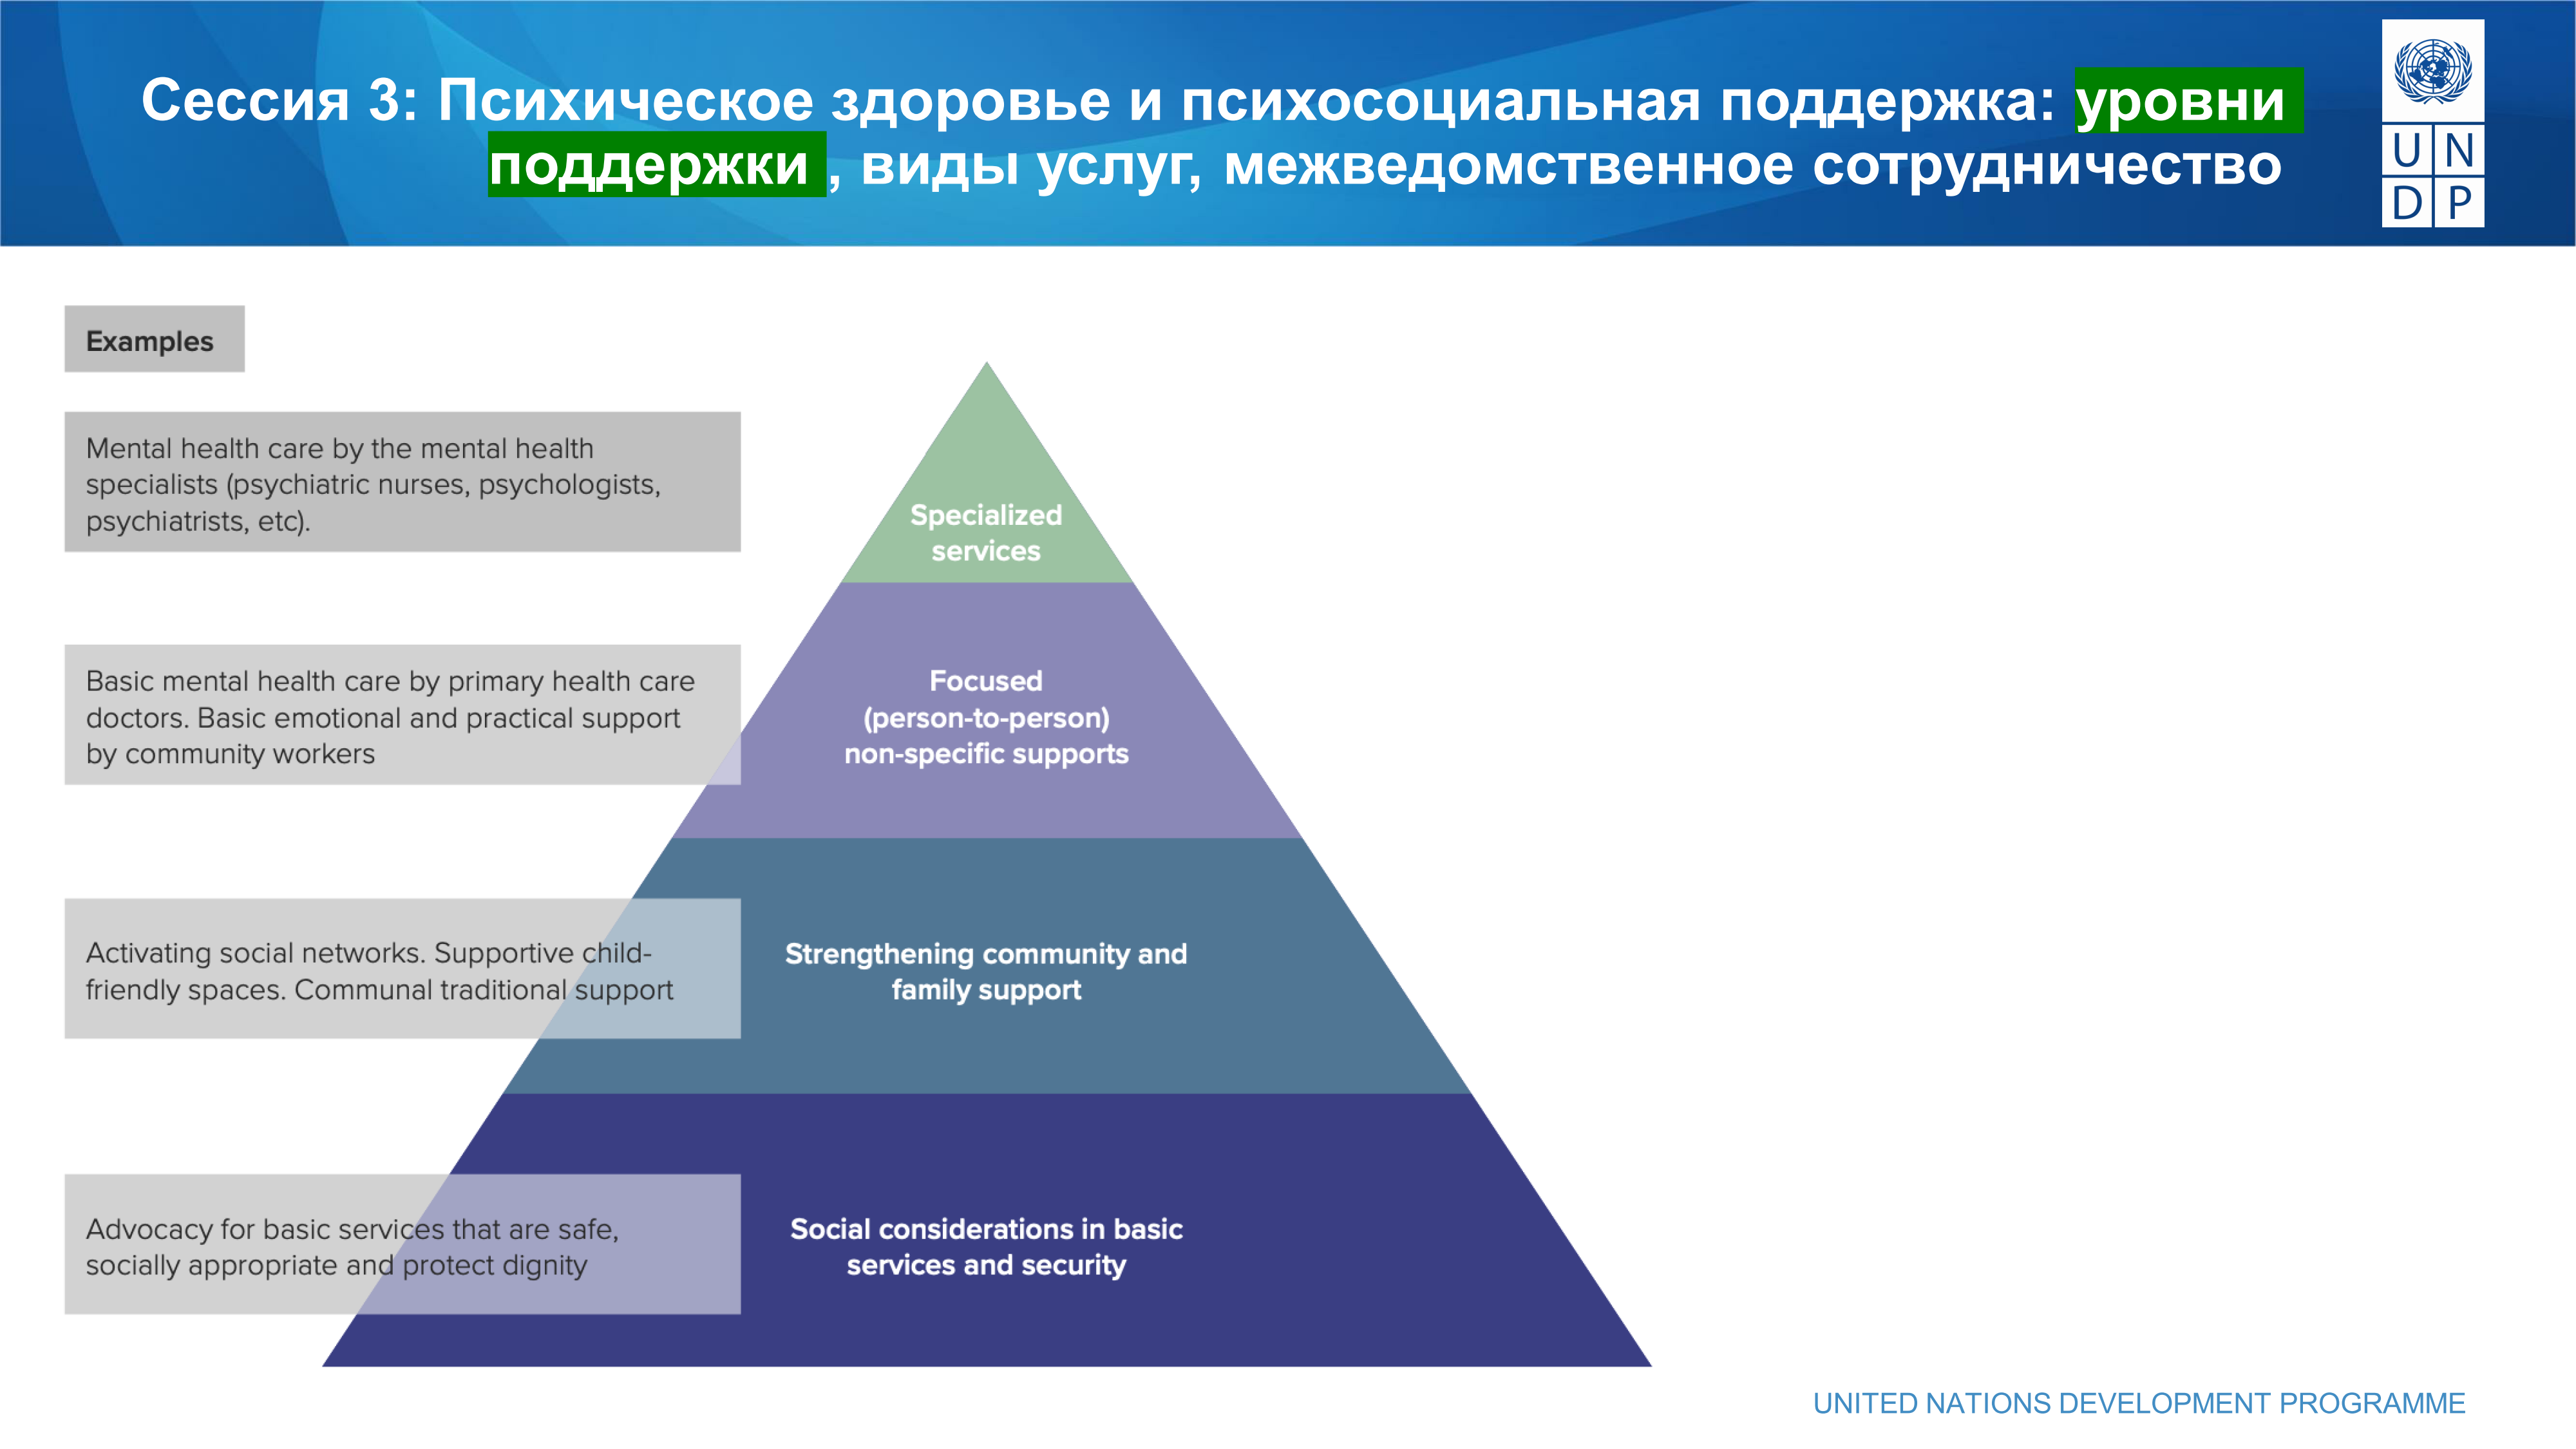 Сессия 3: Психическое здоровье и психосоциальная поддержка: уровни
поддержки , виды услуг, межведомственное сотрудничество
U N
D P
Examples
Mental health care by the mental health
specialists (psychiatric nurses, psychologists,
psychiatrists, etc).
Specialized
services
Basic mental health care by primary health care
doctors. Basic emotional and practical support
by community workers
Focused
(person-to-person)
non-specific supports
Activating social networks. Supportive child-
friendly spaces. Communal traditional support
Strengthening community and
family support
Advocacy for basic services that are safe,
socially appropriate and protect dignity
Social considerations in basic
services and security
UNITED NATIONS DEVELOPMENT PROGRAMME